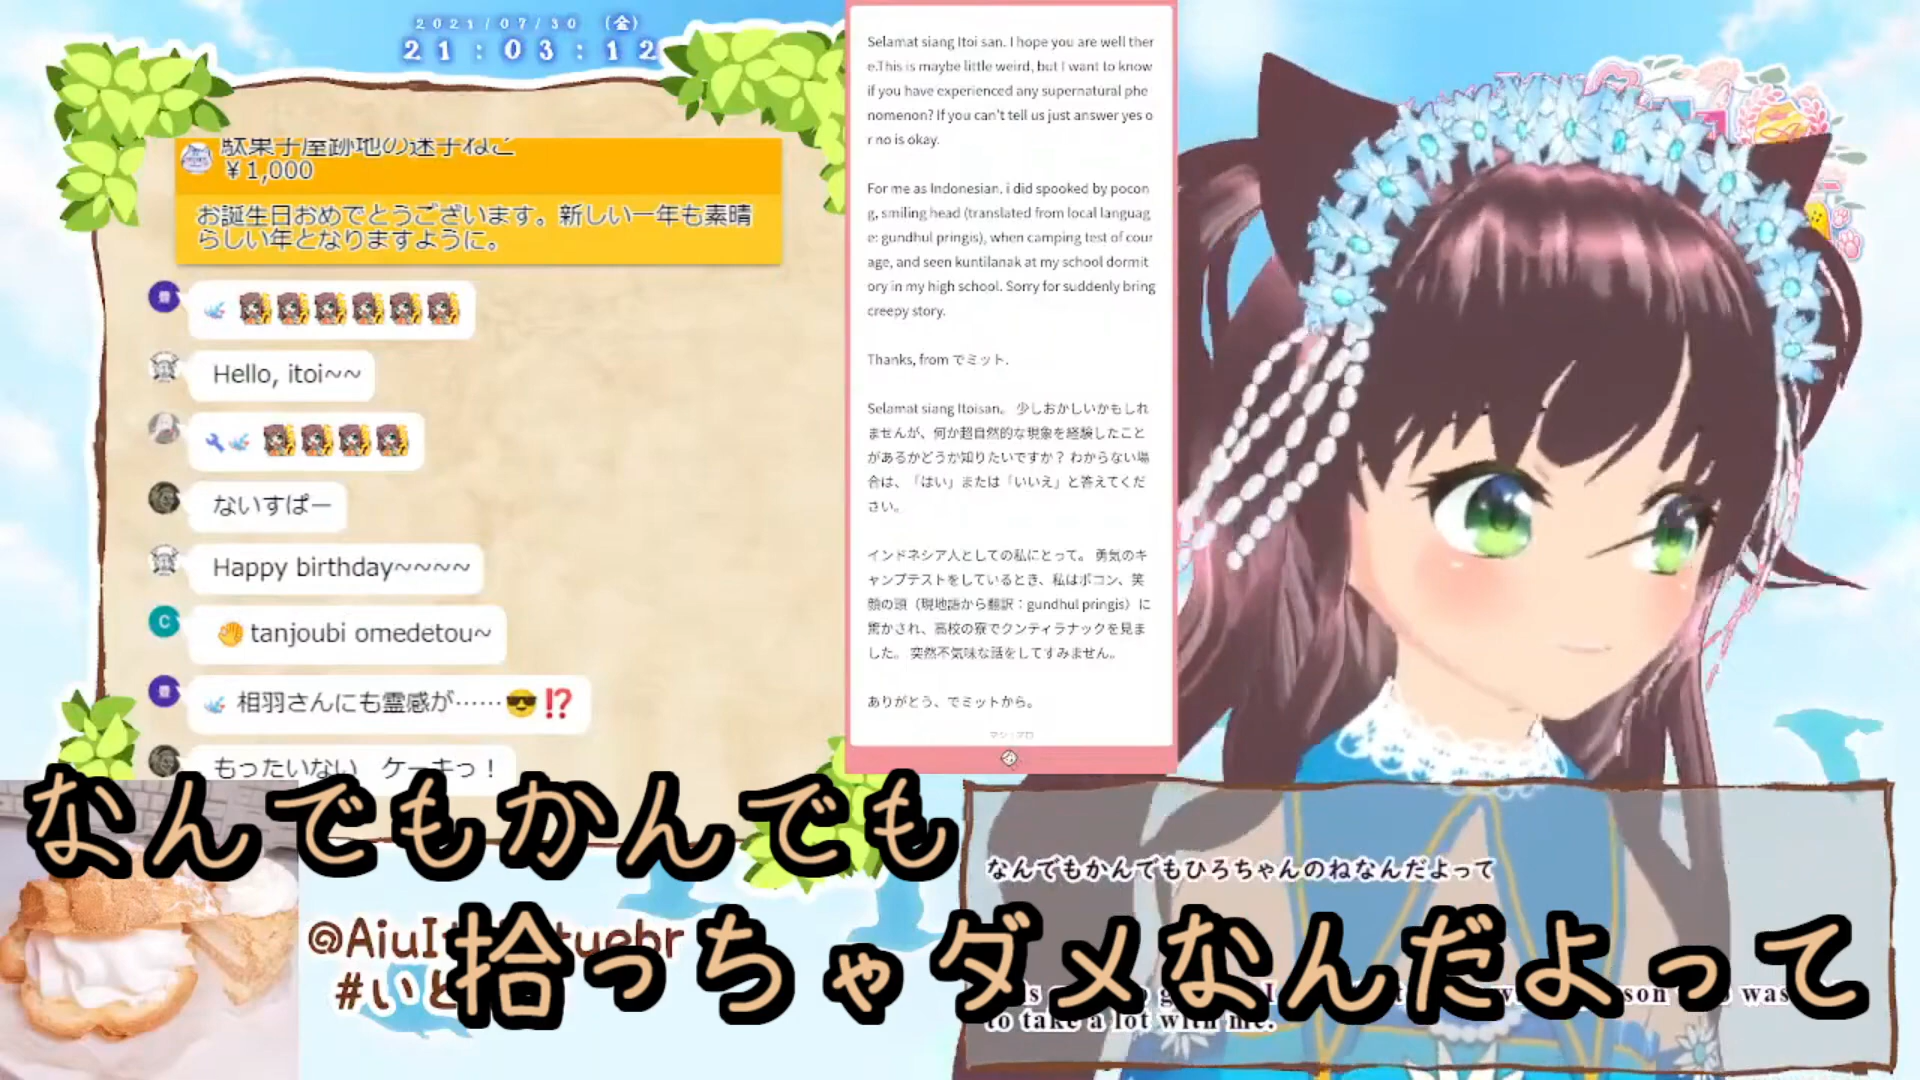 2021/07/30 (金)
21:03:12
駄菓子屋跡地の迷子ねこ
￥1,000
お誕生日おめでとうございます。新しい一年も素晴
らしい年となりますように。
Hello, itoi~~
ないすぱー
Happy birthday~~~~
C
tanjoubi omedetou~
相羽さんにも霊感が……😎⁉
もったいない　ケーキっ！
Selamat siang Itoi san. I hope you are well ther
e.This is maybe little weird, but I want to know
if you have experienced any supernatural phe
nomenon? If you can't tell us just answer yes o
r no is okay.
For me as Indonesian, i did spooked by pocon
g, smiling head (translated from local languag
e: gundhul pringis), when camping test of cour
age, and seen kuntilanak at my school dormit
ory in my high school. Sorry for suddenly bring
creepy story.
Thanks, from でミット.
Selamat siang Itoisan。 少しおかしいかもしれ
ませんが、何か超自然的な現象を経験したこと
があるかどうか知りたいですか？ わからない場
合は、「はい」または「いいえ」と答えてくだ
さい。
インドネシア人としての私にとって。 勇気のキ
ャンプテストをしているとき、私はポコン、笑
顔の頭（現地語から翻訳：gundhul pringis）に
驚かされ、高校の寮でクンティラナックを見ま
した。 突然不気味な話をしてすみません。
ありがとう、でミットから。
なんでもかんでも
拾っちゃダメなんだよって
なんでもかんでもひろちゃんのねなんだよって
to take a lot with me.
@AiuI
#いと